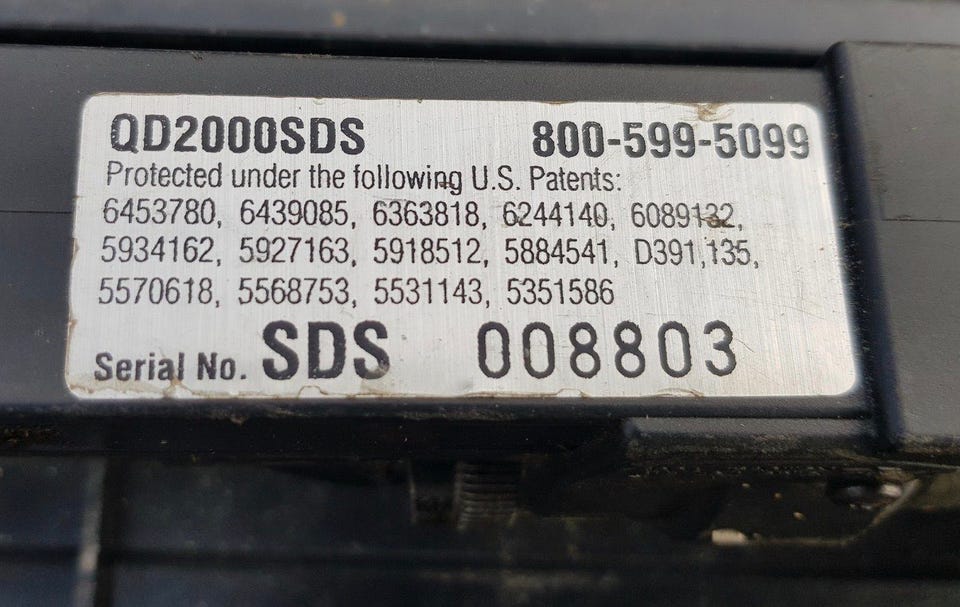 QD2000SDS 800-599-5099
Protected under the following U.S. Patents:
6453780, 6439085, 6363818, 6244140, 6089132,
5934162, 5927163, 5918512, 5884541, D391,135,
5570618, 5568753, 5531143, 5351586
Serial No. SDS 008803